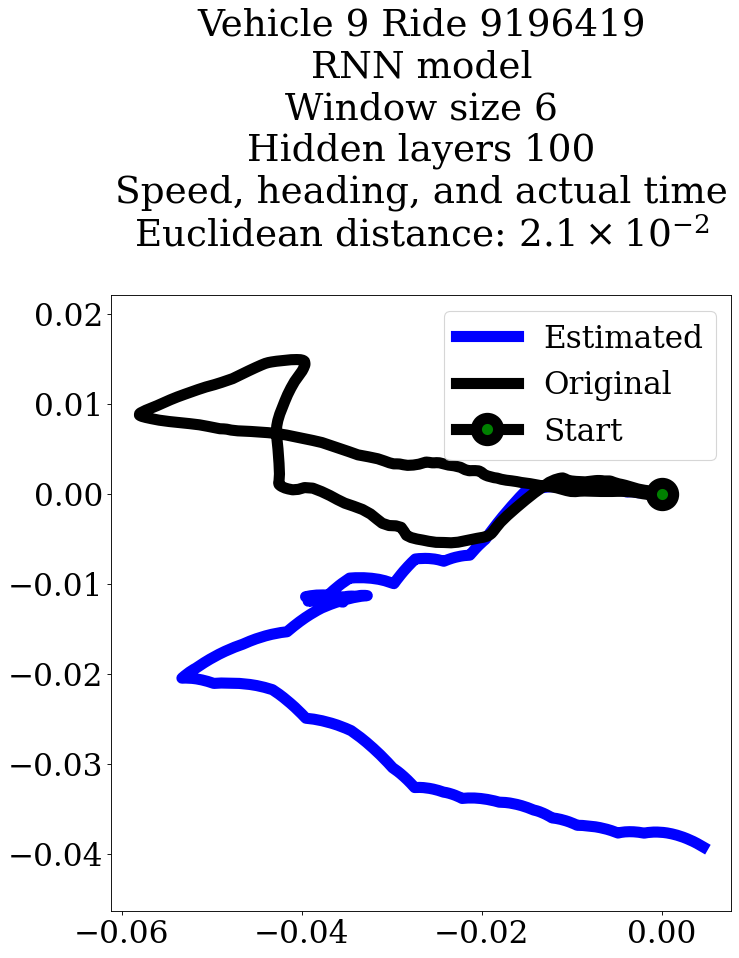 Vehicle 9 Ride 9196419
RNN model
Window size 6
Hidden layers 100
Speed, heading, and actual time
Euclidean distance: 2.1 × 10⁻²
Estimated
Original
Start
0.02
0.01
0.00
−0.01
−0.02
−0.03
−0.04
−0.06 −0.04 −0.02 0.00